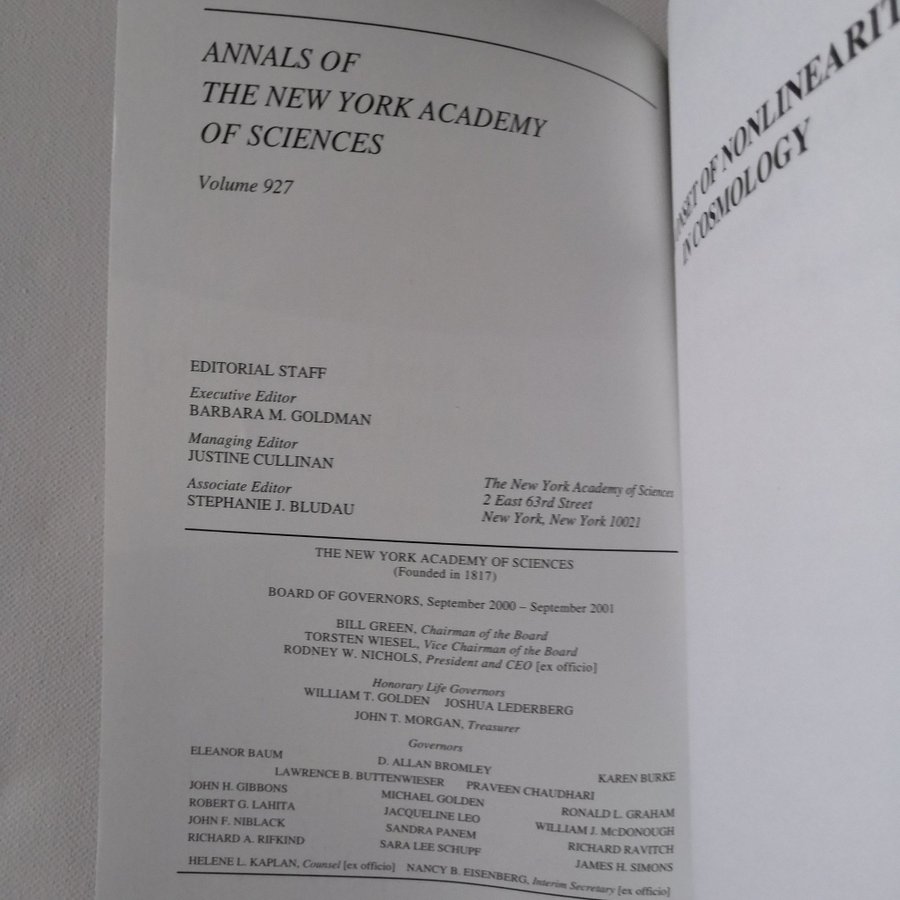 ANNALS OF
THE NEW YORK ACADEMY
OF SCIENCES
Volume 927
EDITORIAL STAFF
Executive Editor
BARBARA M. GOLDMAN
Managing Editor
JUSTINE CULLINAN
Associate Editor
STEPHANIE J. BLUDAU
The New York Academy of Sciences
2 East 63rd Street
New York, New York 10021
THE NEW YORK ACADEMY OF SCIENCES
(Founded in 1817)
BOARD OF GOVERNORS, September 2000 – September 2001
BILL GREEN, Chairman of the Board
TORSTEN WIESEL, Vice Chairman of the Board
RODNEY W. NICHOLS, President and CEO [ex officio]
Honorary Life Governors
WILLIAM T. GOLDEN JOSHUA LEDERBERG
JOHN T. MORGAN, Treasurer
Governors
ELEANOR BAUM D. ALLAN BROMLEY KAREN BURKE
LAWRENCE B. BUTTENWIESER PRAVEEN CHAUDHARI
JOHN H. GIBBONS MICHAEL GOLDEN RONALD L. GRAHAM
ROBERT G. LAHITA JACQUELINE LEO WILLIAM J. McDONOUGH
JOHN F. NIBLACK SANDRA PANEM RICHARD RAVITCH
RICHARD A. RIFKIND SARA LEE SCHUPF JAMES H. SIMONS
HELENE L. KAPLAN, Counsel [ex officio] NANCY B. EISENBERG, Interim Secretary [ex officio]
OF NONLINEARIT
IN COSMOLOGY